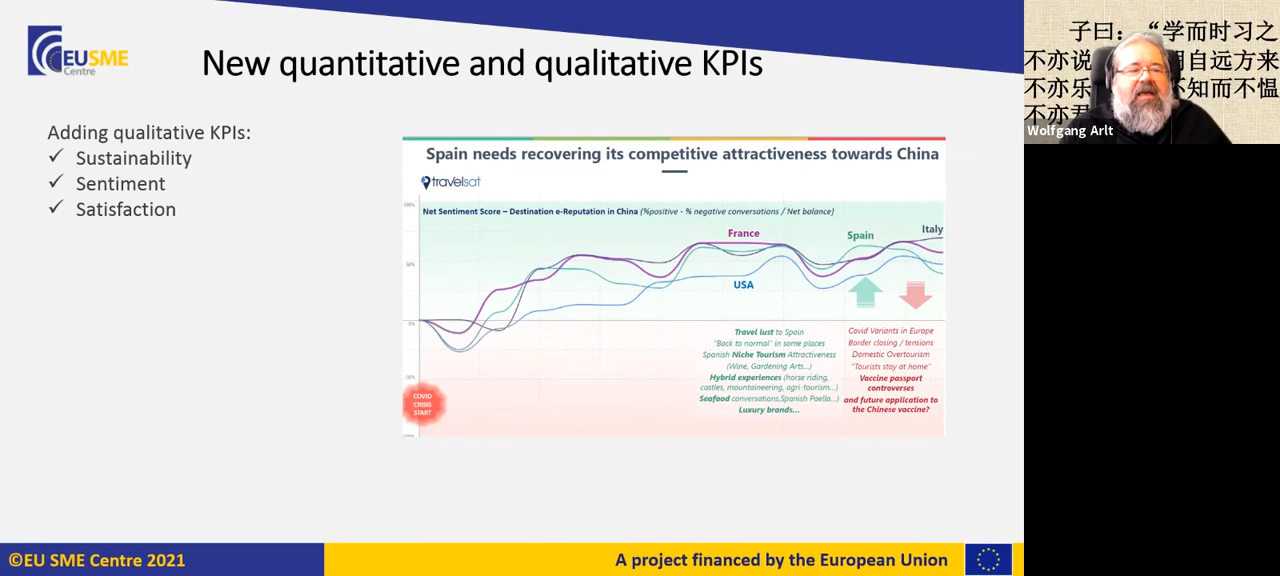 EUSME
Centre
New quantitative and qualitative KPIs
Adding qualitative KPIs:
✓ Sustainability
✓ Sentiment
✓ Satisfaction
Spain needs recovering its competitive attractiveness towards China
travelsat
100%
Net Sentiment Score – Destination e-Reputation in China (%positive - % negative conversations / Net balance)
France
Spain
Italy
50%
USA
0%
Travel lust to Spain
"Back to normal" in some places
Spanish Niche Tourism Attractiveness
(Wine, Gardening Arts...)
Hybrid experiences (horse riding,
castles, mountaineering, agri-tourism...)
Seafood conversations,Spanish Paella...)
Luxury brands...
Covid Variants in Europe
Border closing / tensions
Domestic Overtourism
"Tourists stay at home"
Vaccine passport
controverses
and future application to
the Chinese vaccine?
-50%
COVID
CRISIS
START
©EU SME Centre 2021
A project financed by the European Union
子曰：“学而时习之
不亦说 自远方来
不亦乐 不知而不愠
不亦
Wolfgang Arlt